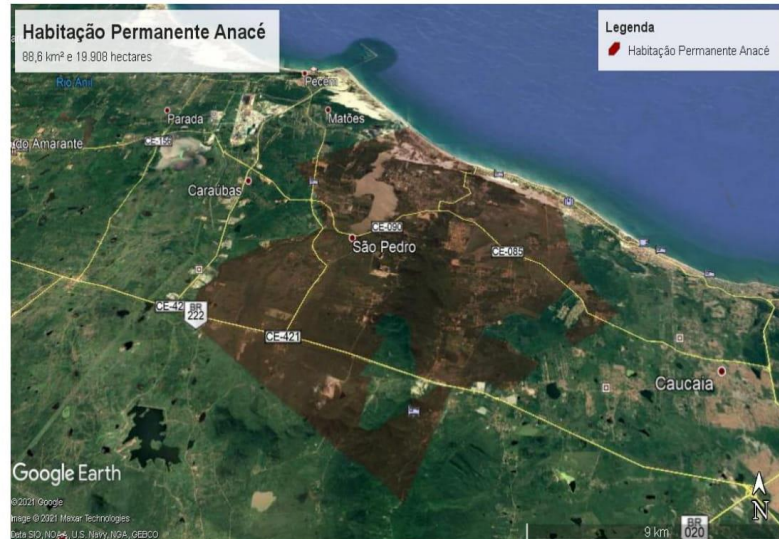 Habitação Permanente Anacé
88,6 km² e 19.908 hectares
Legenda
Habitação Permanente Anacé
Pecém
Rio Anil
Parada
Matões
do Amarante
CE-156
Caraúbas
CE-090
São Pedro
CE-085
CE-42
BR
222
CE-421
Caucaia
Google Earth
©2021 Google
Image © 2021 Maxar Technologies
Data SIO, NOAA, U.S. Navy, NGA, GEBCO
N
9 km
BR
020